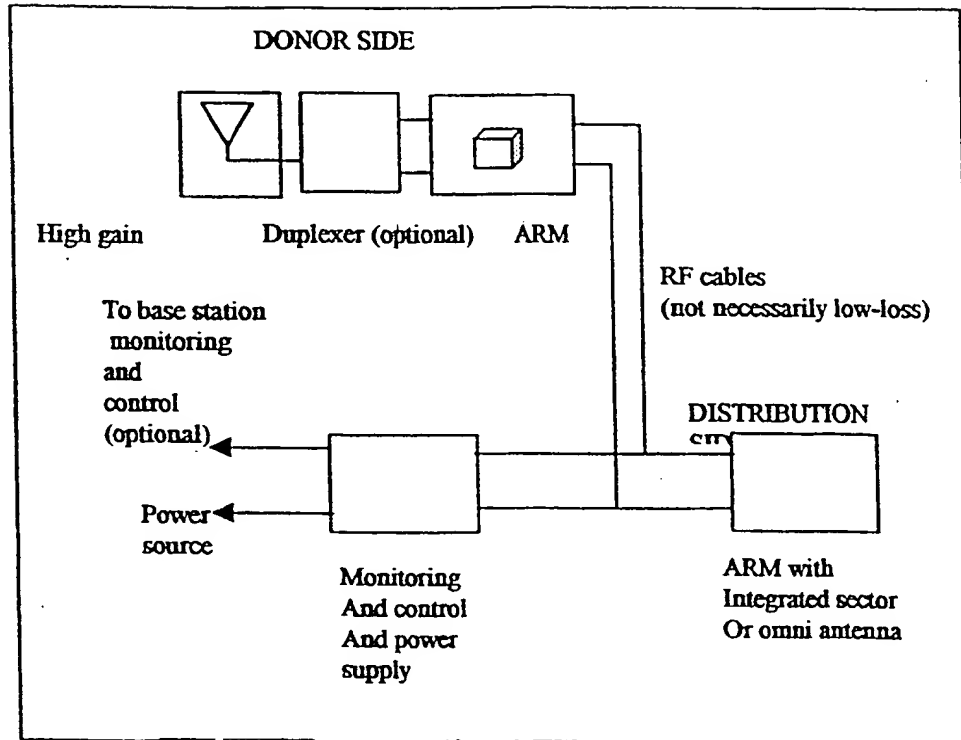 DONOR SIDE
High gain
Duplexer (optional)
ARM
RF cables
(not necessarily low-loss)
To base station
monitoring
and
control
(optional)
DISTRIBUTION
Power
source
Monitoring
And control
And power
supply
ARM with
Integrated sector
Or omni antenna